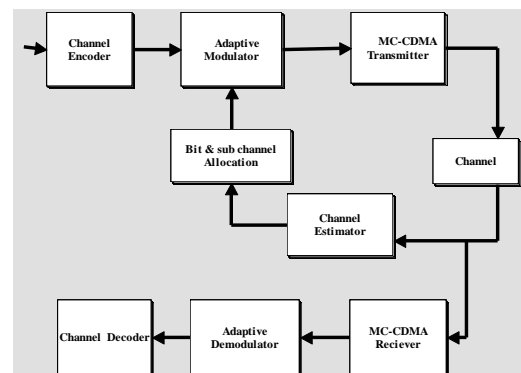 Channel
Encoder
Adaptive
Modulator
MC-CDMA
Transmitter
Bit & sub channel
Allocation
Channel
Channel
Estimator
Channel Decoder
Adaptive
Demodulator
MC-CDMA
Reciever